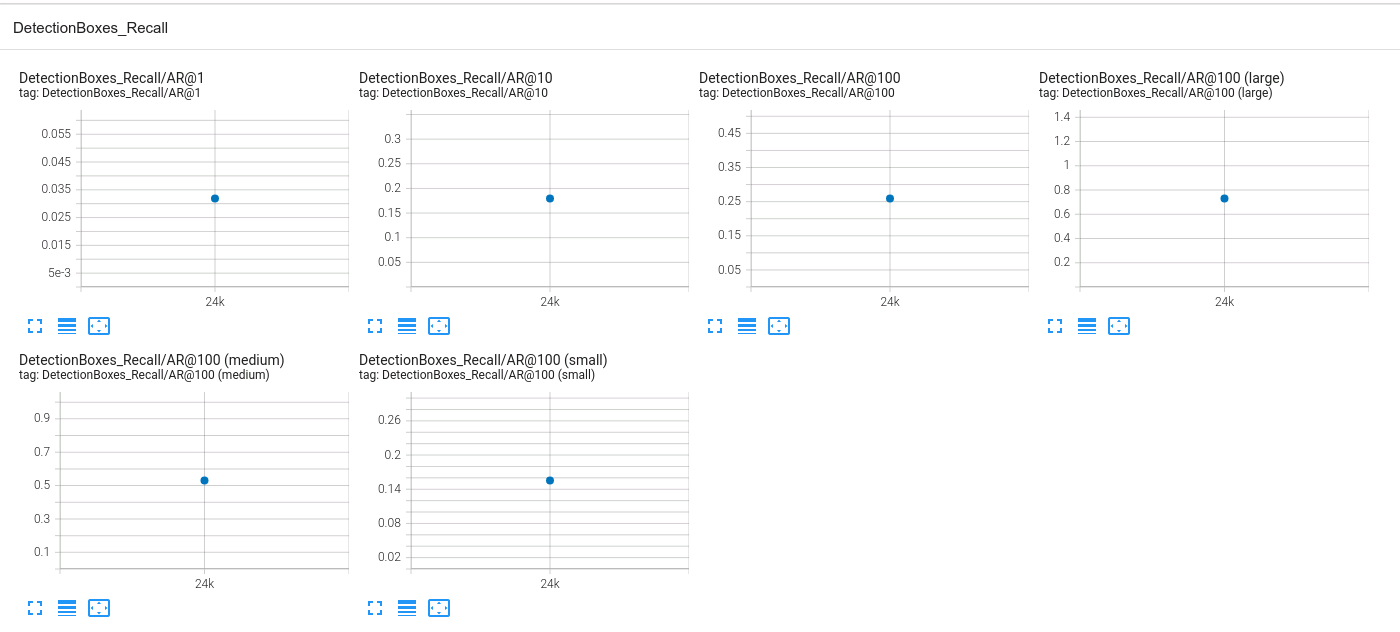 DetectionBoxes_Recall
DetectionBoxes_Recall/AR@1
tag: DetectionBoxes_Recall/AR@1
0.055
0.045
0.035
0.025
0.015
5e-3
24k
DetectionBoxes_Recall/AR@10
tag: DetectionBoxes_Recall/AR@10
0.3
0.25
0.2
0.15
0.1
0.05
24k
DetectionBoxes_Recall/AR@100
tag: DetectionBoxes_Recall/AR@100
0.45
0.35
0.25
0.15
0.05
24k
DetectionBoxes_Recall/AR@100 (large)
tag: DetectionBoxes_Recall/AR@100 (large)
1.4
1.2
1
0.8
0.6
0.4
0.2
24k
DetectionBoxes_Recall/AR@100 (medium)
tag: DetectionBoxes_Recall/AR@100 (medium)
0.9
0.7
0.5
0.3
0.1
24k
DetectionBoxes_Recall/AR@100 (small)
tag: DetectionBoxes_Recall/AR@100 (small)
0.26
0.2
0.14
0.08
0.02
24k